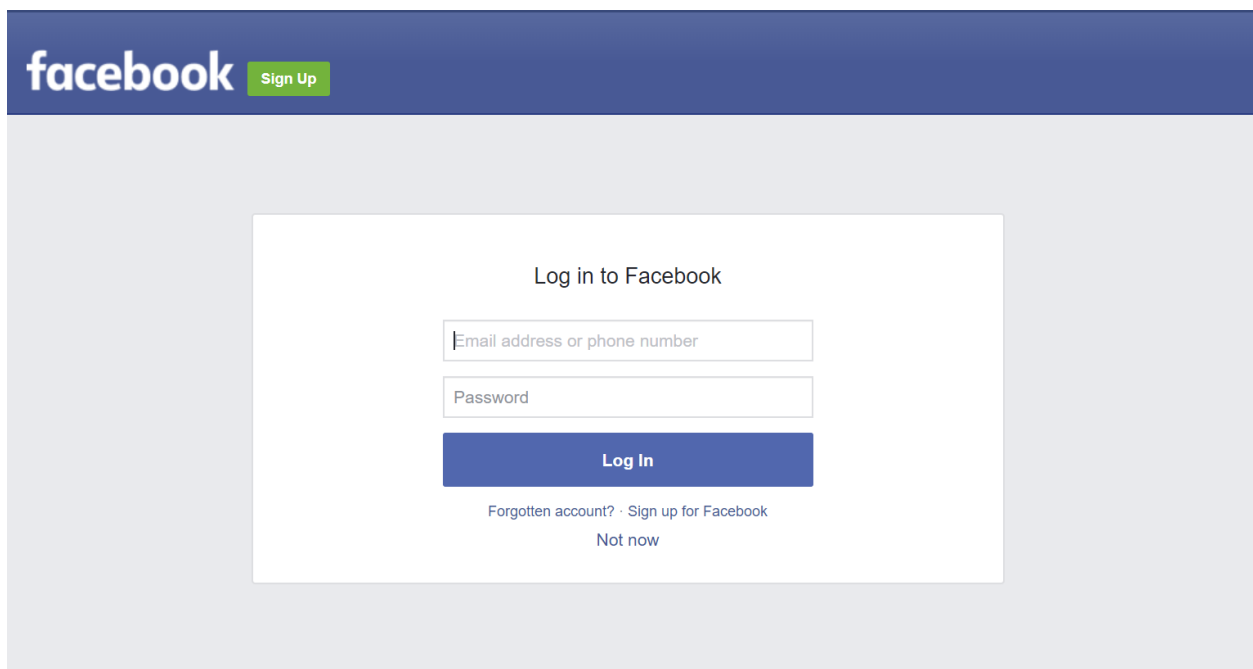 facebook Sign Up
Log in to Facebook
Email address or phone number
Password
Log In
Forgotten account? · Sign up for Facebook
Not now